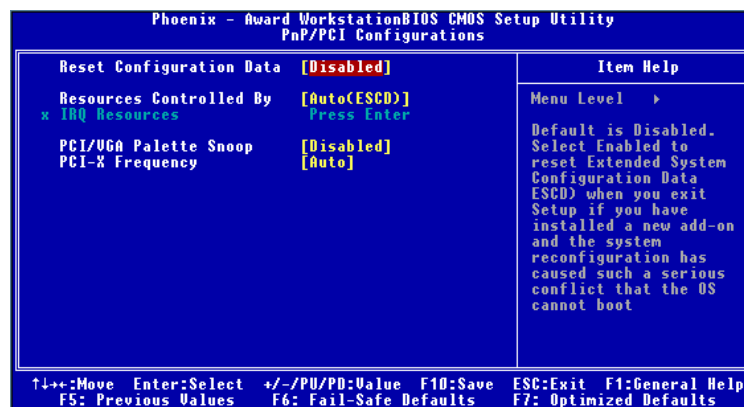 Phoenix - Award WorkstationBIOS CMOS Setup Utility
PnP/PCI Configurations
Reset Configuration Data [Disabled]
Resources Controlled By [Auto(ESCD)]
x IRQ Resources Press Enter
PCI/VGA Palette Snoop [Disabled]
PCI-X Frequency [Auto]
Item Help
Menu Level ▸
Default is Disabled.
Select Enabled to
reset Extended System
Configuration Data
ESCD) when you exit
Setup if you have
installed a new add-on
and the system
reconfiguration has
caused such a serious
conflict that the OS
cannot boot
↑↓→←:Move Enter:Select +/-/PU/PD:Value F10:Save ESC:Exit F1:General Help
F5: Previous Values F6: Fail-Safe Defaults F7: Optimized Defaults